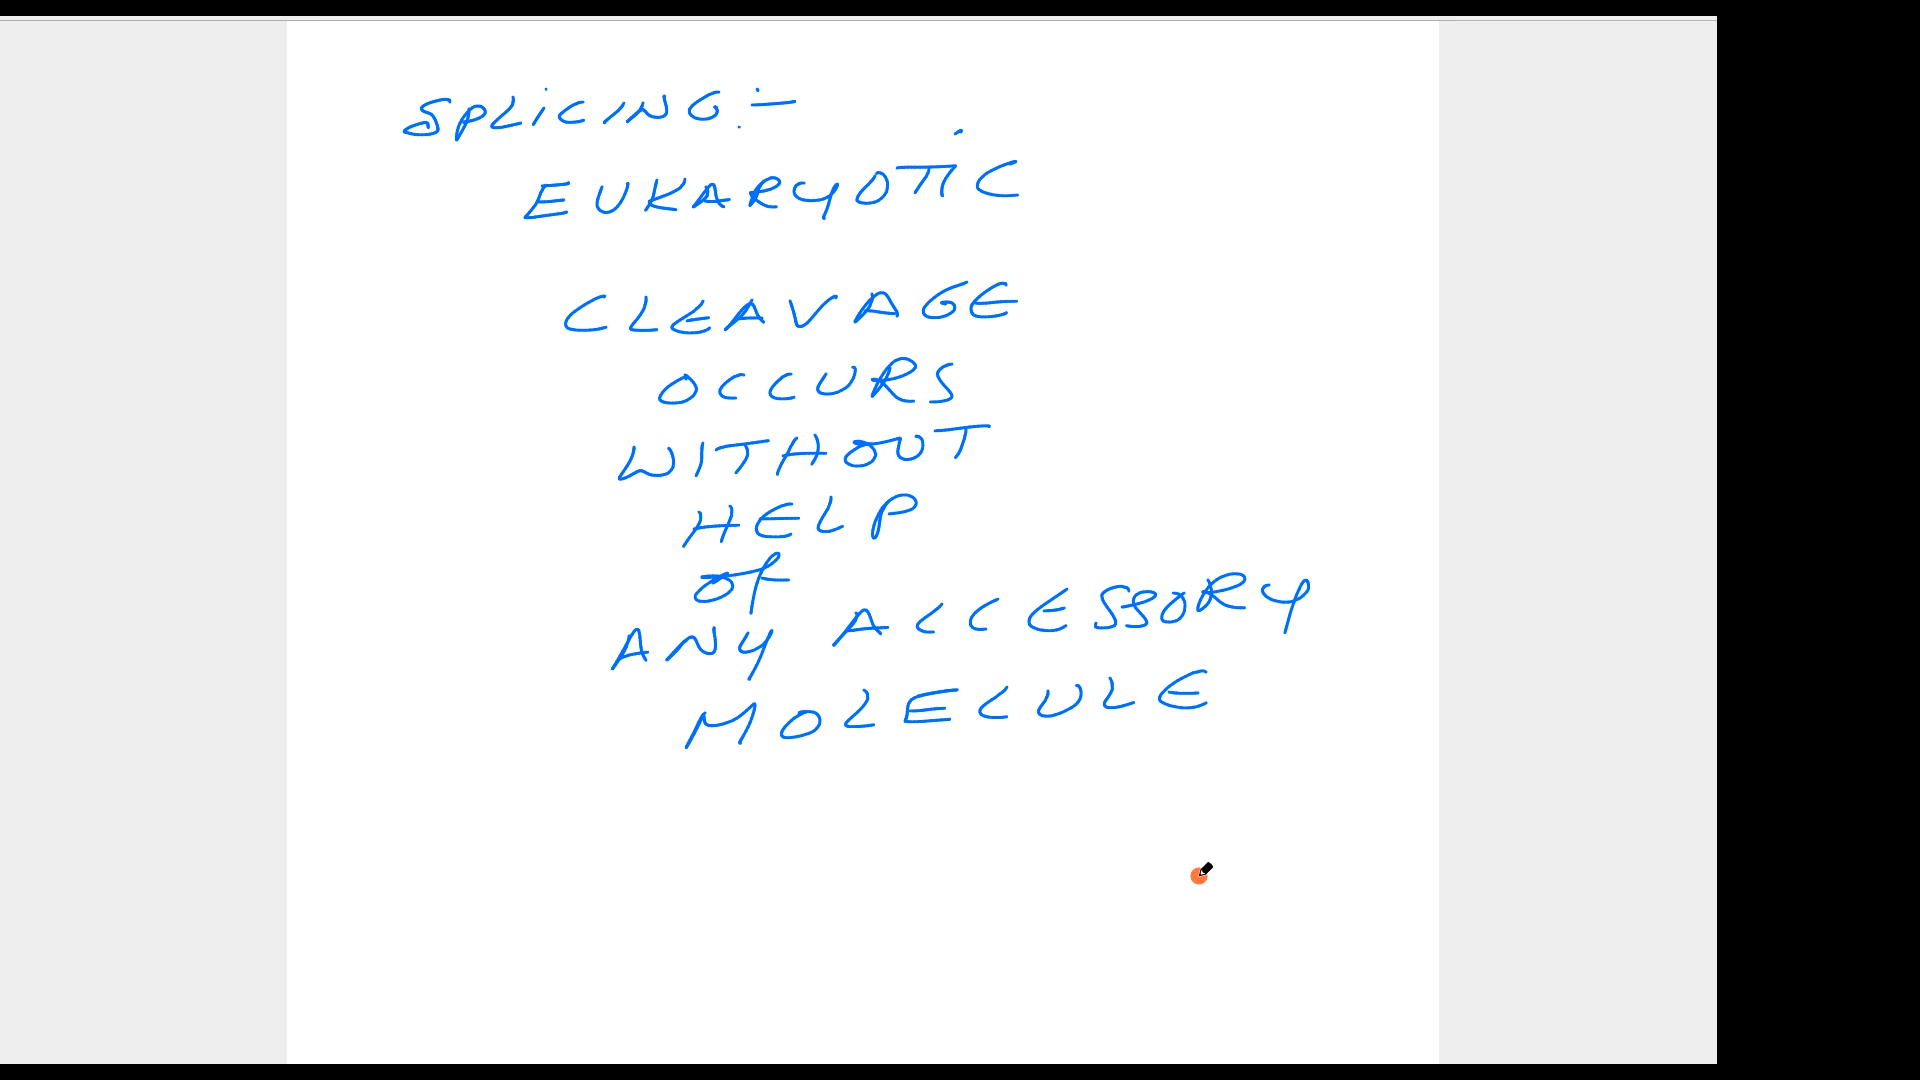 SPLiCING:-
EUKARYOTiC
CLEAVAGE
OCCURS
WITHOUT
HELP
of
ANY ACCESSORY
MOLECULE